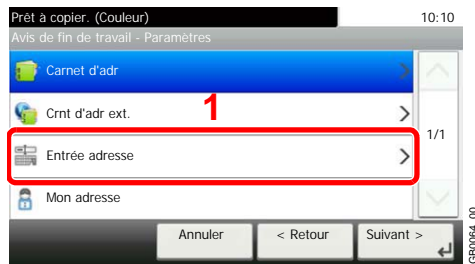 Prêt à copier. (Couleur) 10:10
Avis de fin de travail - Paramètres
Carnet d'adr
Crnt d'adr ext.
1
1/1
Entrée adresse
Mon adresse
Annuler < Retour Suivant >
GB0064_00